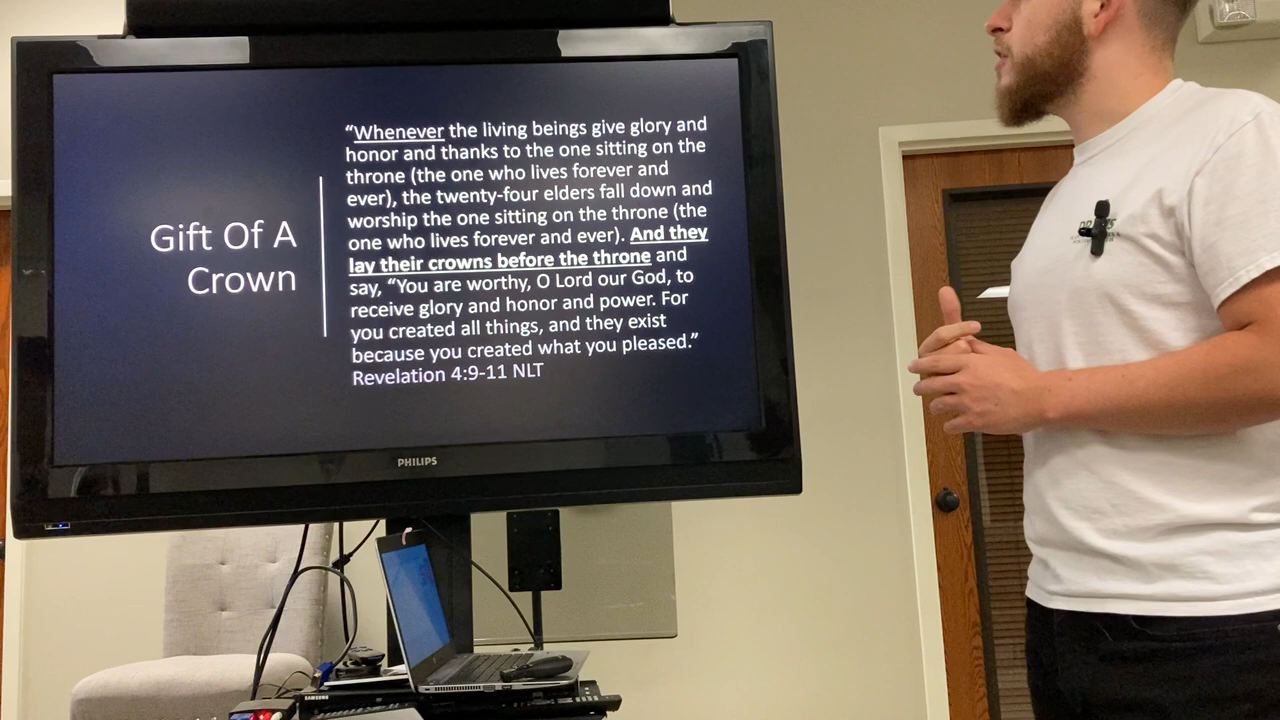 Gift Of A
Crown
“Whenever the living beings give glory and
honor and thanks to the one sitting on the
throne (the one who lives forever and
ever), the twenty-four elders fall down and
worship the one sitting on the throne (the
one who lives forever and ever). And they
lay their crowns before the throne and
say, “You are worthy, O Lord our God, to
receive glory and honor and power. For
you created all things, and they exist
because you created what you pleased.”
Revelation 4:9-11 NLT
PHILIPS
SAMSUNG